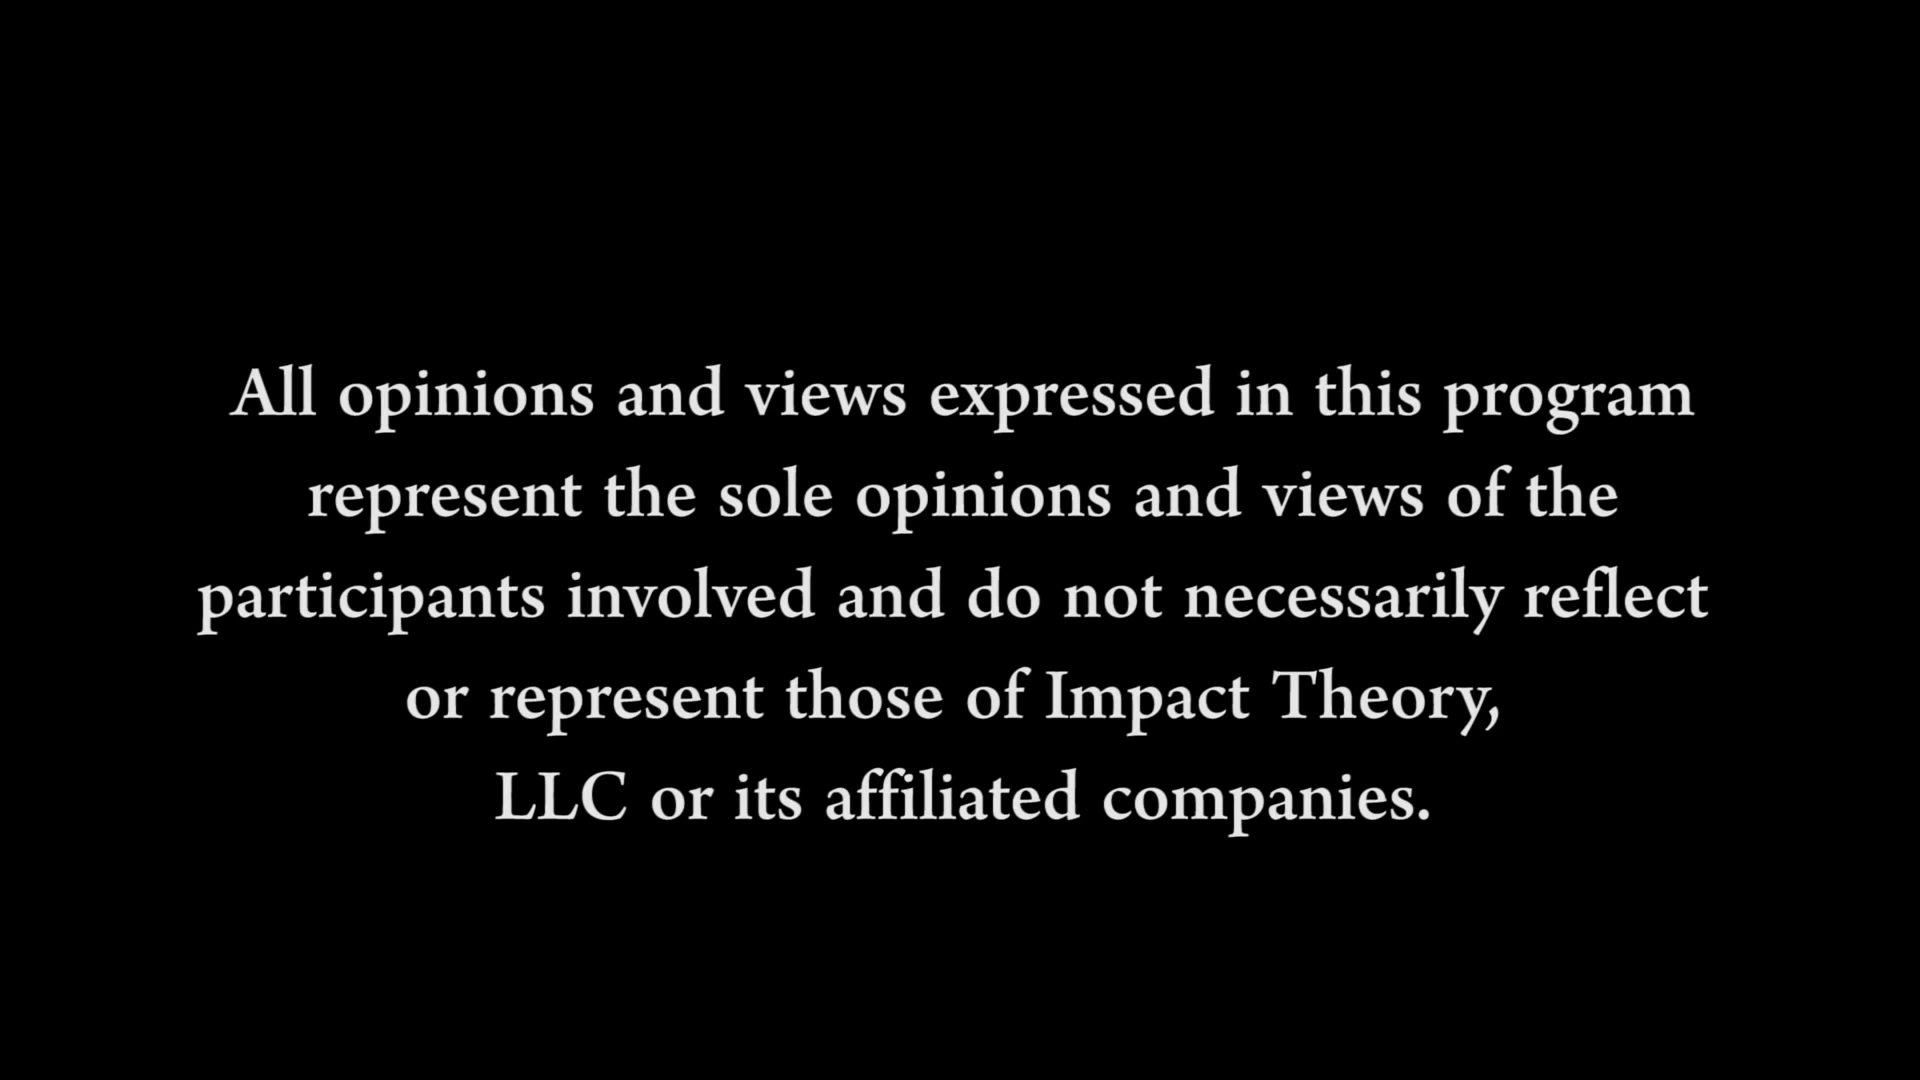 All opinions and views expressed in this program
represent the sole opinions and views of the
participants involved and do not necessarily reflect
or represent those of Impact Theory,
LLC or its affiliated companies.